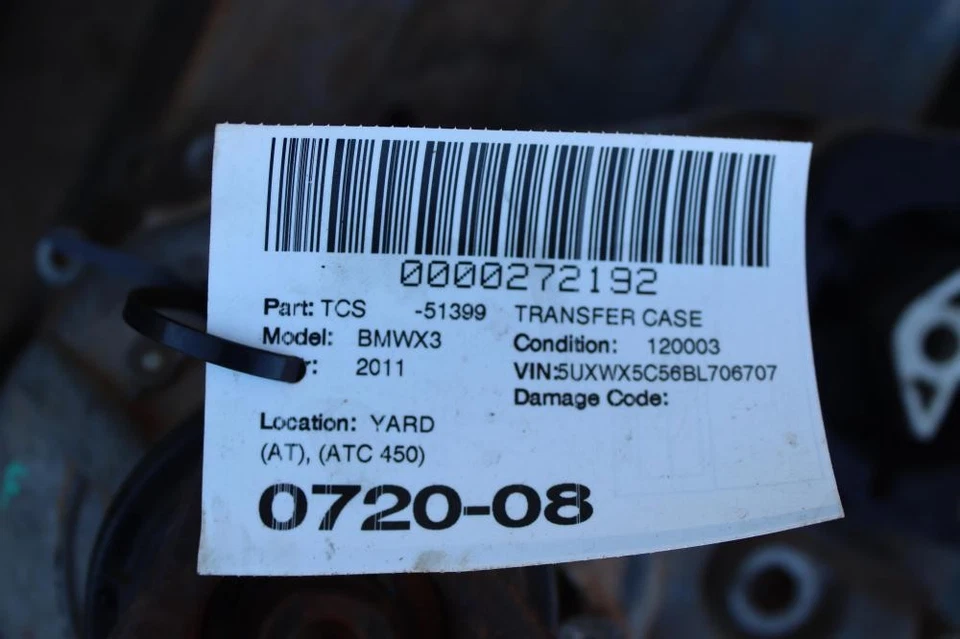 0000272192
Part: TCS -51399 TRANSFER CASE
Model: BMWX3 Condition: 120003
r: 2011 VIN:5UXWX5C56BL706707
Damage Code:
Location: YARD
(AT), (ATC 450)
0720-08